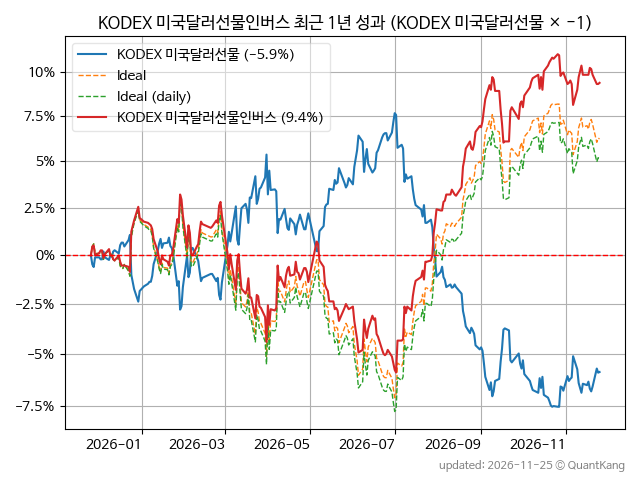 KODEX 미국달러선물인버스 최근 1년 성과 (KODEX 미국달러선물 × −1)
KODEX 미국달러선물 (−5.9%)
Ideal
Ideal (daily)
KODEX 미국달러선물인버스 (9.4%)
10%
7.5%
5%
2.5%
0%
−2.5%
−5%
−7.5%
2026-01 2026-03 2026-05 2026-07 2026-09 2026-11
updated: 2026-11-25 © QuantKang